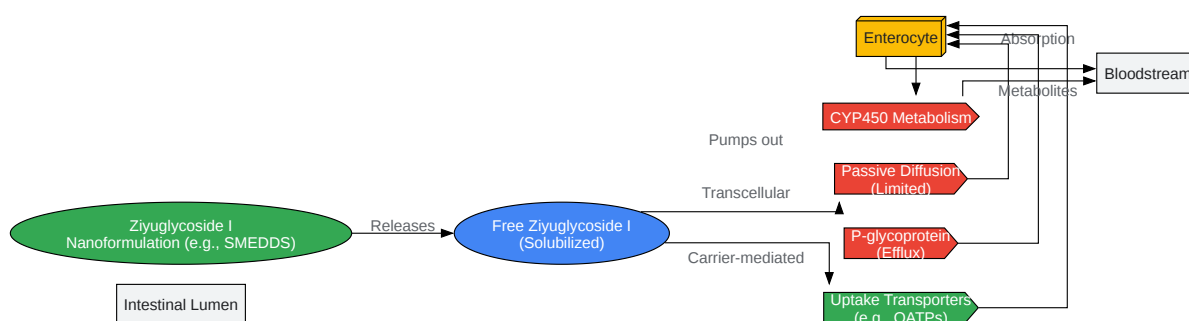 Enterocyte
Absorption
Bloodstream
Metabolites
CYP450 Metabolism
Pumps out
Passive Diffusion
(Limited)
Transcellular
Ziyuglycoside I
Nanoformulation (e.g., SMEDDS)
Releases
Free Ziyuglycoside I
(Solubilized)
P-glycoprotein
(Efflux)
Carrier-mediated
Intestinal Lumen
Uptake Transporters
(e.g., OATPs)